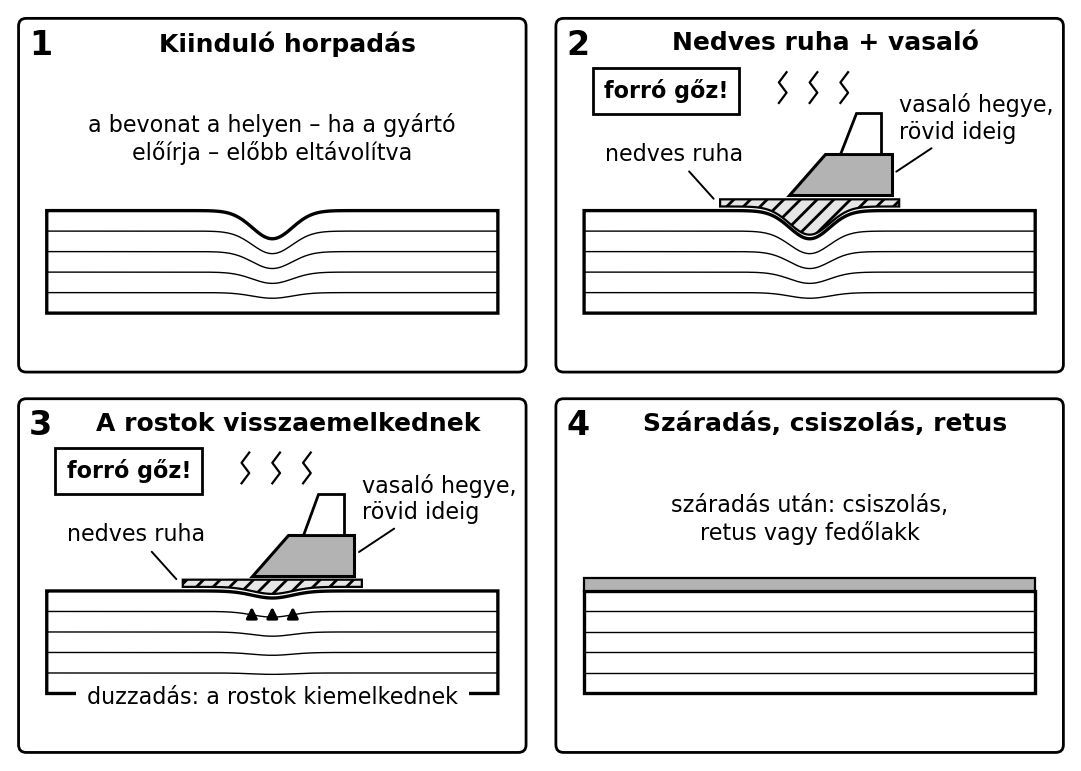 1
Kiinduló horpadás
a bevonat a helyen – ha a gyártó
előírja – előbb eltávolítva
2
Nedves ruha + vasaló
forró gőz!
vasaló hegye,
rövid ideig
nedves ruha
3
A rostok visszaemelkednek
forró gőz!
vasaló hegye,
rövid ideig
nedves ruha
duzzadás: a rostok kiemelkednek
4
Száradás, csiszolás, retus
száradás után: csiszolás,
retus vagy fedőlakk